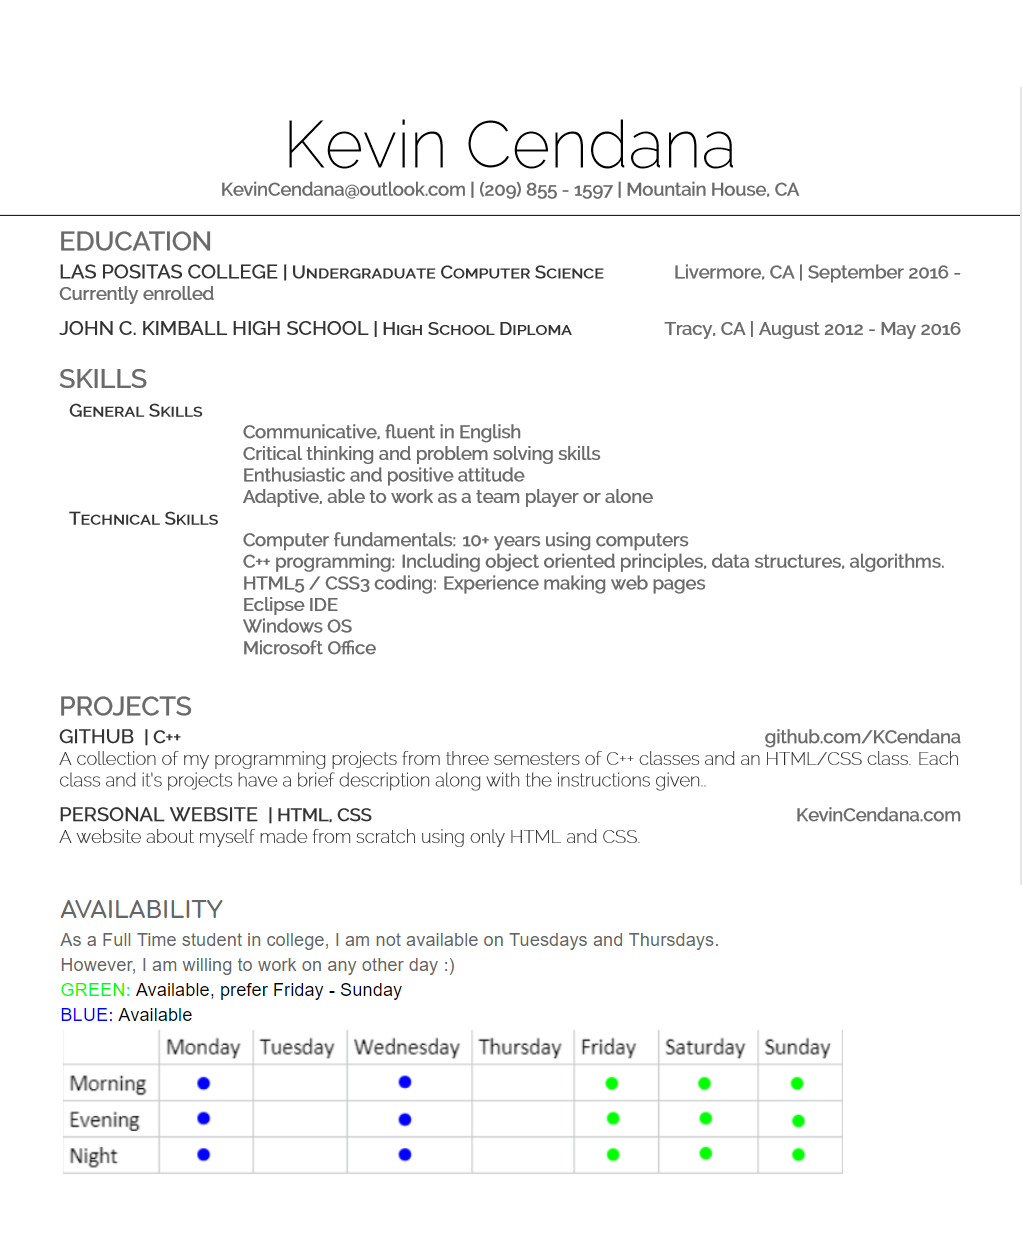 Kevin Cendana
KevinCendana@outlook.com | (209) 855 - 1597 | Mountain House, CA
EDUCATION
LAS POSITAS COLLEGE | UNDERGRADUATE COMPUTER SCIENCE Livermore, CA | September 2016 -
Currently enrolled
JOHN C. KIMBALL HIGH SCHOOL | HIGH SCHOOL DIPLOMA Tracy, CA | August 2012 - May 2016
SKILLS
GENERAL SKILLS
Communicative, fluent in English
Critical thinking and problem solving skills
Enthusiastic and positive attitude
Adaptive, able to work as a team player or alone
TECHNICAL SKILLS
Computer fundamentals: 10+ years using computers
C++ programming: Including object oriented principles, data structures, algorithms.
HTML5 / CSS3 coding: Experience making web pages
Eclipse IDE
Windows OS
Microsoft Office
PROJECTS
GITHUB | C++ github.com/KCendana
A collection of my programming projects from three semesters of C++ classes and an HTML/CSS class. Each
class and it's projects have a brief description along with the instructions given..
PERSONAL WEBSITE | HTML, CSS KevinCendana.com
A website about myself made from scratch using only HTML and CSS.
AVAILABILITY
As a Full Time student in college, I am not available on Tuesdays and Thursdays.
However, I am willing to work on any other day :)
GREEN: Available, prefer Friday - Sunday
BLUE: Available
Monday Tuesday Wednesday Thursday Friday Saturday Sunday
Morning
Evening
Night